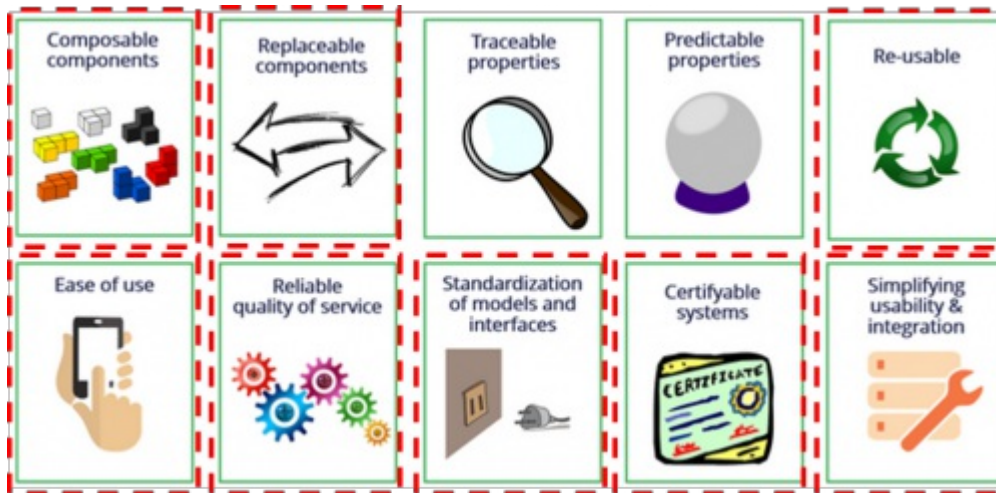 Composable
components
Replaceable
components
Traceable
properties
Predictable
properties
Re-usable
Ease of use
Reliable
quality of service
Standardization
of models and
interfaces
Certifyable
systems
CERTIFICATE
Simplifying
usability &
integration